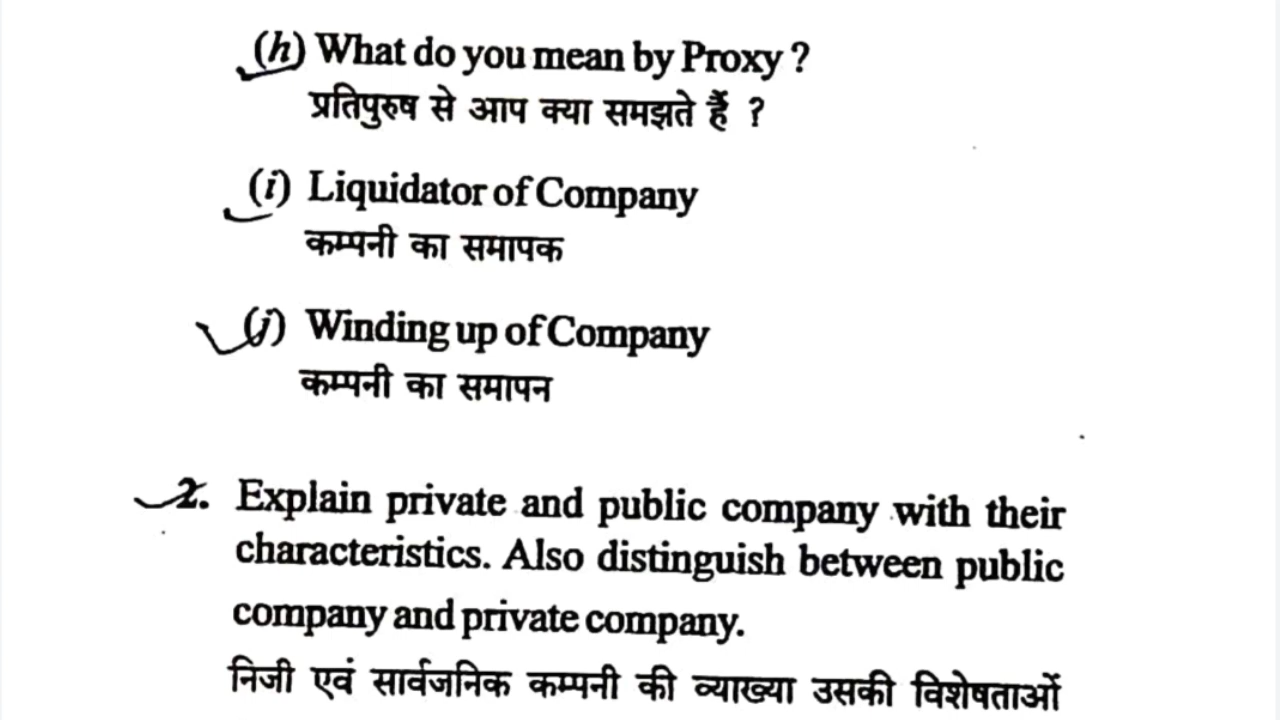 (h) What do you mean by Proxy ?
प्रतिपुरुष से आप क्या समझते हैं ?
(i) Liquidator of Company
कम्पनी का समापक
(j) Winding up of Company
कम्पनी का समापन
2. Explain private and public company with their
characteristics. Also distinguish between public
company and private company.
निजी एवं सार्वजनिक कम्पनी की व्याख्या उसकी विशेषताओं